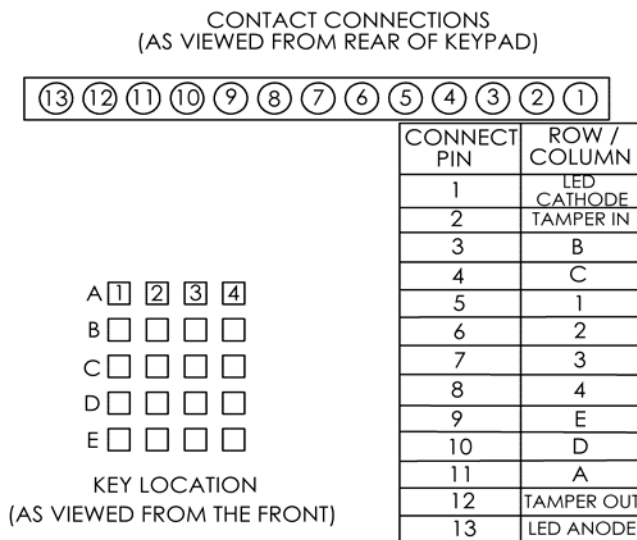 CONTACT CONNECTIONS
(AS VIEWED FROM REAR OF KEYPAD)
13 12 11 10 9 8 7 6 5 4 3 2 1
CONNECT PIN ROW / COLUMN
1 LED CATHODE
2 TAMPER IN
3 B
4 C
5 1
6 2
7 3
8 4
9 E
10 D
11 A
12 TAMPER OUT
13 LED ANODE
A 1 2 3 4
B
C
D
E
KEY LOCATION
(AS VIEWED FROM THE FRONT)